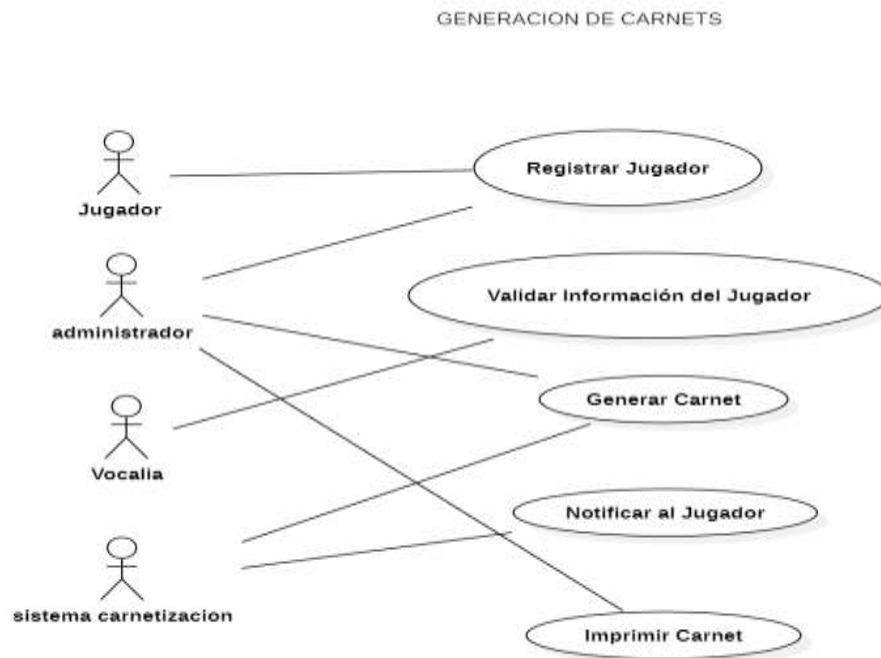 GENERACION DE CARNETS
Jugador
Registrar Jugador
administrador
Validar Información del Jugador
Generar Carnet
Vocalia
Notificar al Jugador
sistema carnetizacion
Imprimir Carnet